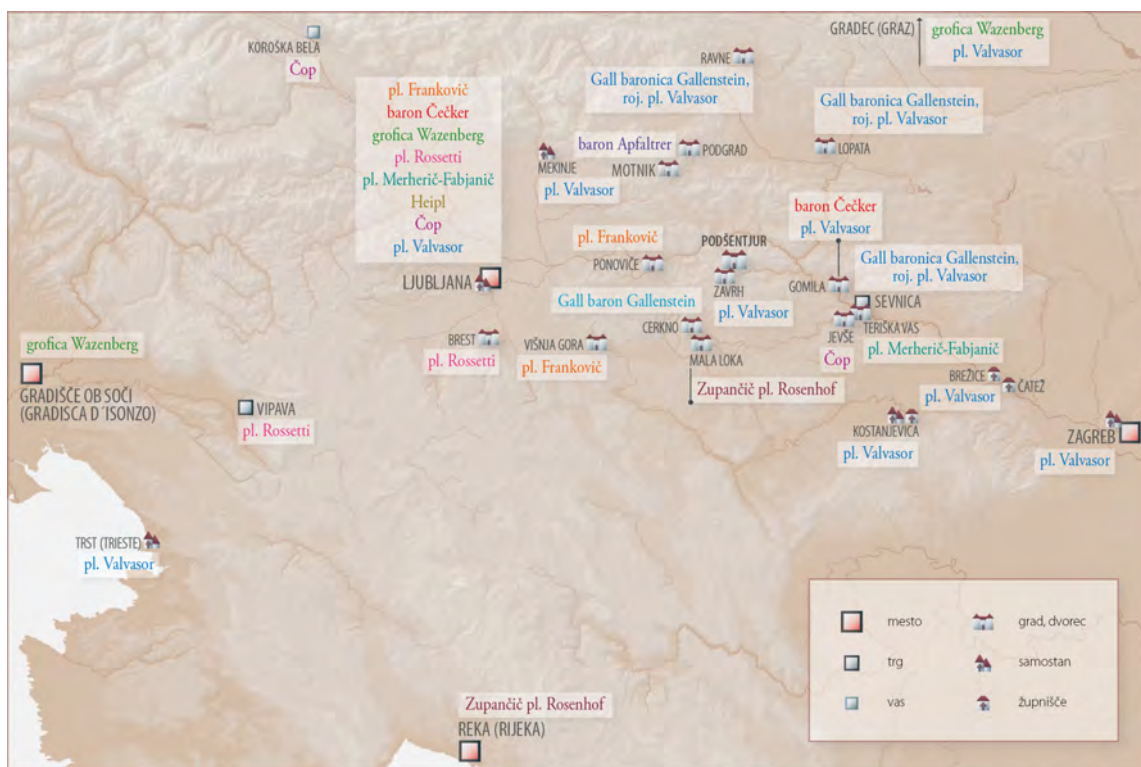 KOROŠKA BELA
Čop
GRADEC (GRAZ)
grofica Wazenberg
pl. Valvasor
RAVNE
Gall baronica Gallenstein,
roj. pl. Valvasor
Gall baronica Gallenstein,
roj. pl. Valvasor
LOPATA
pl. Frankovič
baron Čečker
grofica Wazenberg
pl. Rossetti
pl. Merherič-Fabjanič
Heipl
Čop
pl. Valvasor
LJUBLJANA
MEKINJE
pl. Valvasor
baron Apfaltrer
PODGRAD
MOTNIK
baron Čečker
pl. Valvasor
GOMILA
pl. Frankovič
PONOVIČE
PODŠENTJUR
ZAVRH
pl. Valvasor
Gall baronica Gallenstein,
roj. pl. Valvasor
SEVNICA
Gall baron Gallenstein
CERKNO
MALA LOKA
Zupančič pl. Rosenhof
JEVŠE
Čop
TERIŠKA VAS
pl. Merherič-Fabjanič
BREST
pl. Rossetti
VIŠNJA GORA
pl. Frankovič
grofica Wazenberg
GRADIŠČE OB SOČI
(GRADISCA D´ISONZO)
VIPAVA
pl. Rossetti
BREŽICE
ČATEŽ
pl. Valvasor
KOSTANJEVICA
pl. Valvasor
ZAGREB
pl. Valvasor
TRST (TRIESTE)
pl. Valvasor
Zupančič pl. Rosenhof
REKA (RIJEKA)
mesto
grad, dvorec
trg
samostan
vas
župnišče